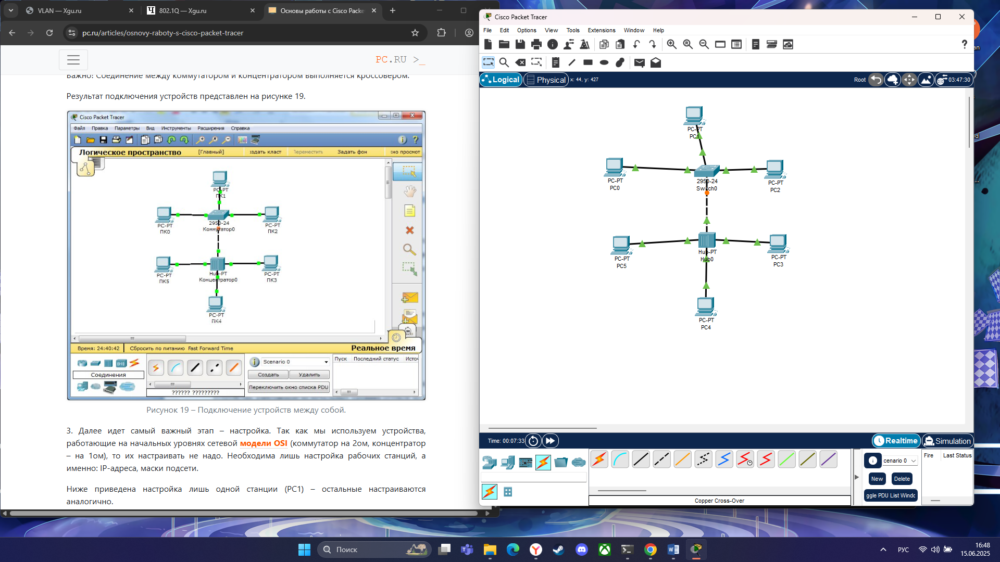 VLAN — Xgu.ru
802.1Q — Xgu.ru
Основы работы с Cisco Packe
pc.ru/articles/osnovy-raboty-s-cisco-packet-tracer
PC.RU >_
Важно! Соединение между коммутатором и концентратором выполняется кроссовером.
Результат подключения устройств представлен на рисунке 19.
Cisco Packet Tracer
Файл Правка Параметры Вид Инструменты Расширения Справка
Логическое пространство [Главный] создать класт Переместить Задать фон кно просмот
PC-PT
ПК1
PC-PT
ПК0
2950-24
Коммутатор0
PC-PT
ПК2
PC-PT
ПК5
Hub-PT
Концентратор0
PC-PT
ПК3
PC-PT
ПК4
Время: 24:40:42 Сбросить по питанию Fast Forward Time Реальное время
Соединения
?????? ?????????
Scenario 0
Создать Удалить
Переключить окно списка PDU
Пуск Последний статус Источ
Рисунок 19 – Подключение устройств между собой.
3. Далее идет самый важный этап – настройка. Так как мы используем устройства,
работающие на начальных уровнях сетевой модели OSI (коммутатор на 2ом, концентратор
– на 1ом), то их настраивать не надо. Необходима лишь настройка рабочих станций, а
именно: IP-адреса, маски подсети.
Ниже приведена настройка лишь одной станции (PC1) – остальные настраиваются
аналогично.
Cisco Packet Tracer
File Edit Options View Tools Extensions Window Help
Logical Physical x: 44, y: 427
Root 03:47:30
PC-PT
PC1
PC-PT
PC0
2950-24
Switch0
PC-PT
PC2
PC-PT
PC5
Hub-PT
Hub0
PC-PT
PC3
PC-PT
PC4
Time: 00:07:33
Realtime Simulation
Copper Cross-Over
cenario 0
New Delete
ggle PDU List Windo
Fire Last Status
an
d
...
Поиск
РУС
16:48
15.06.2025